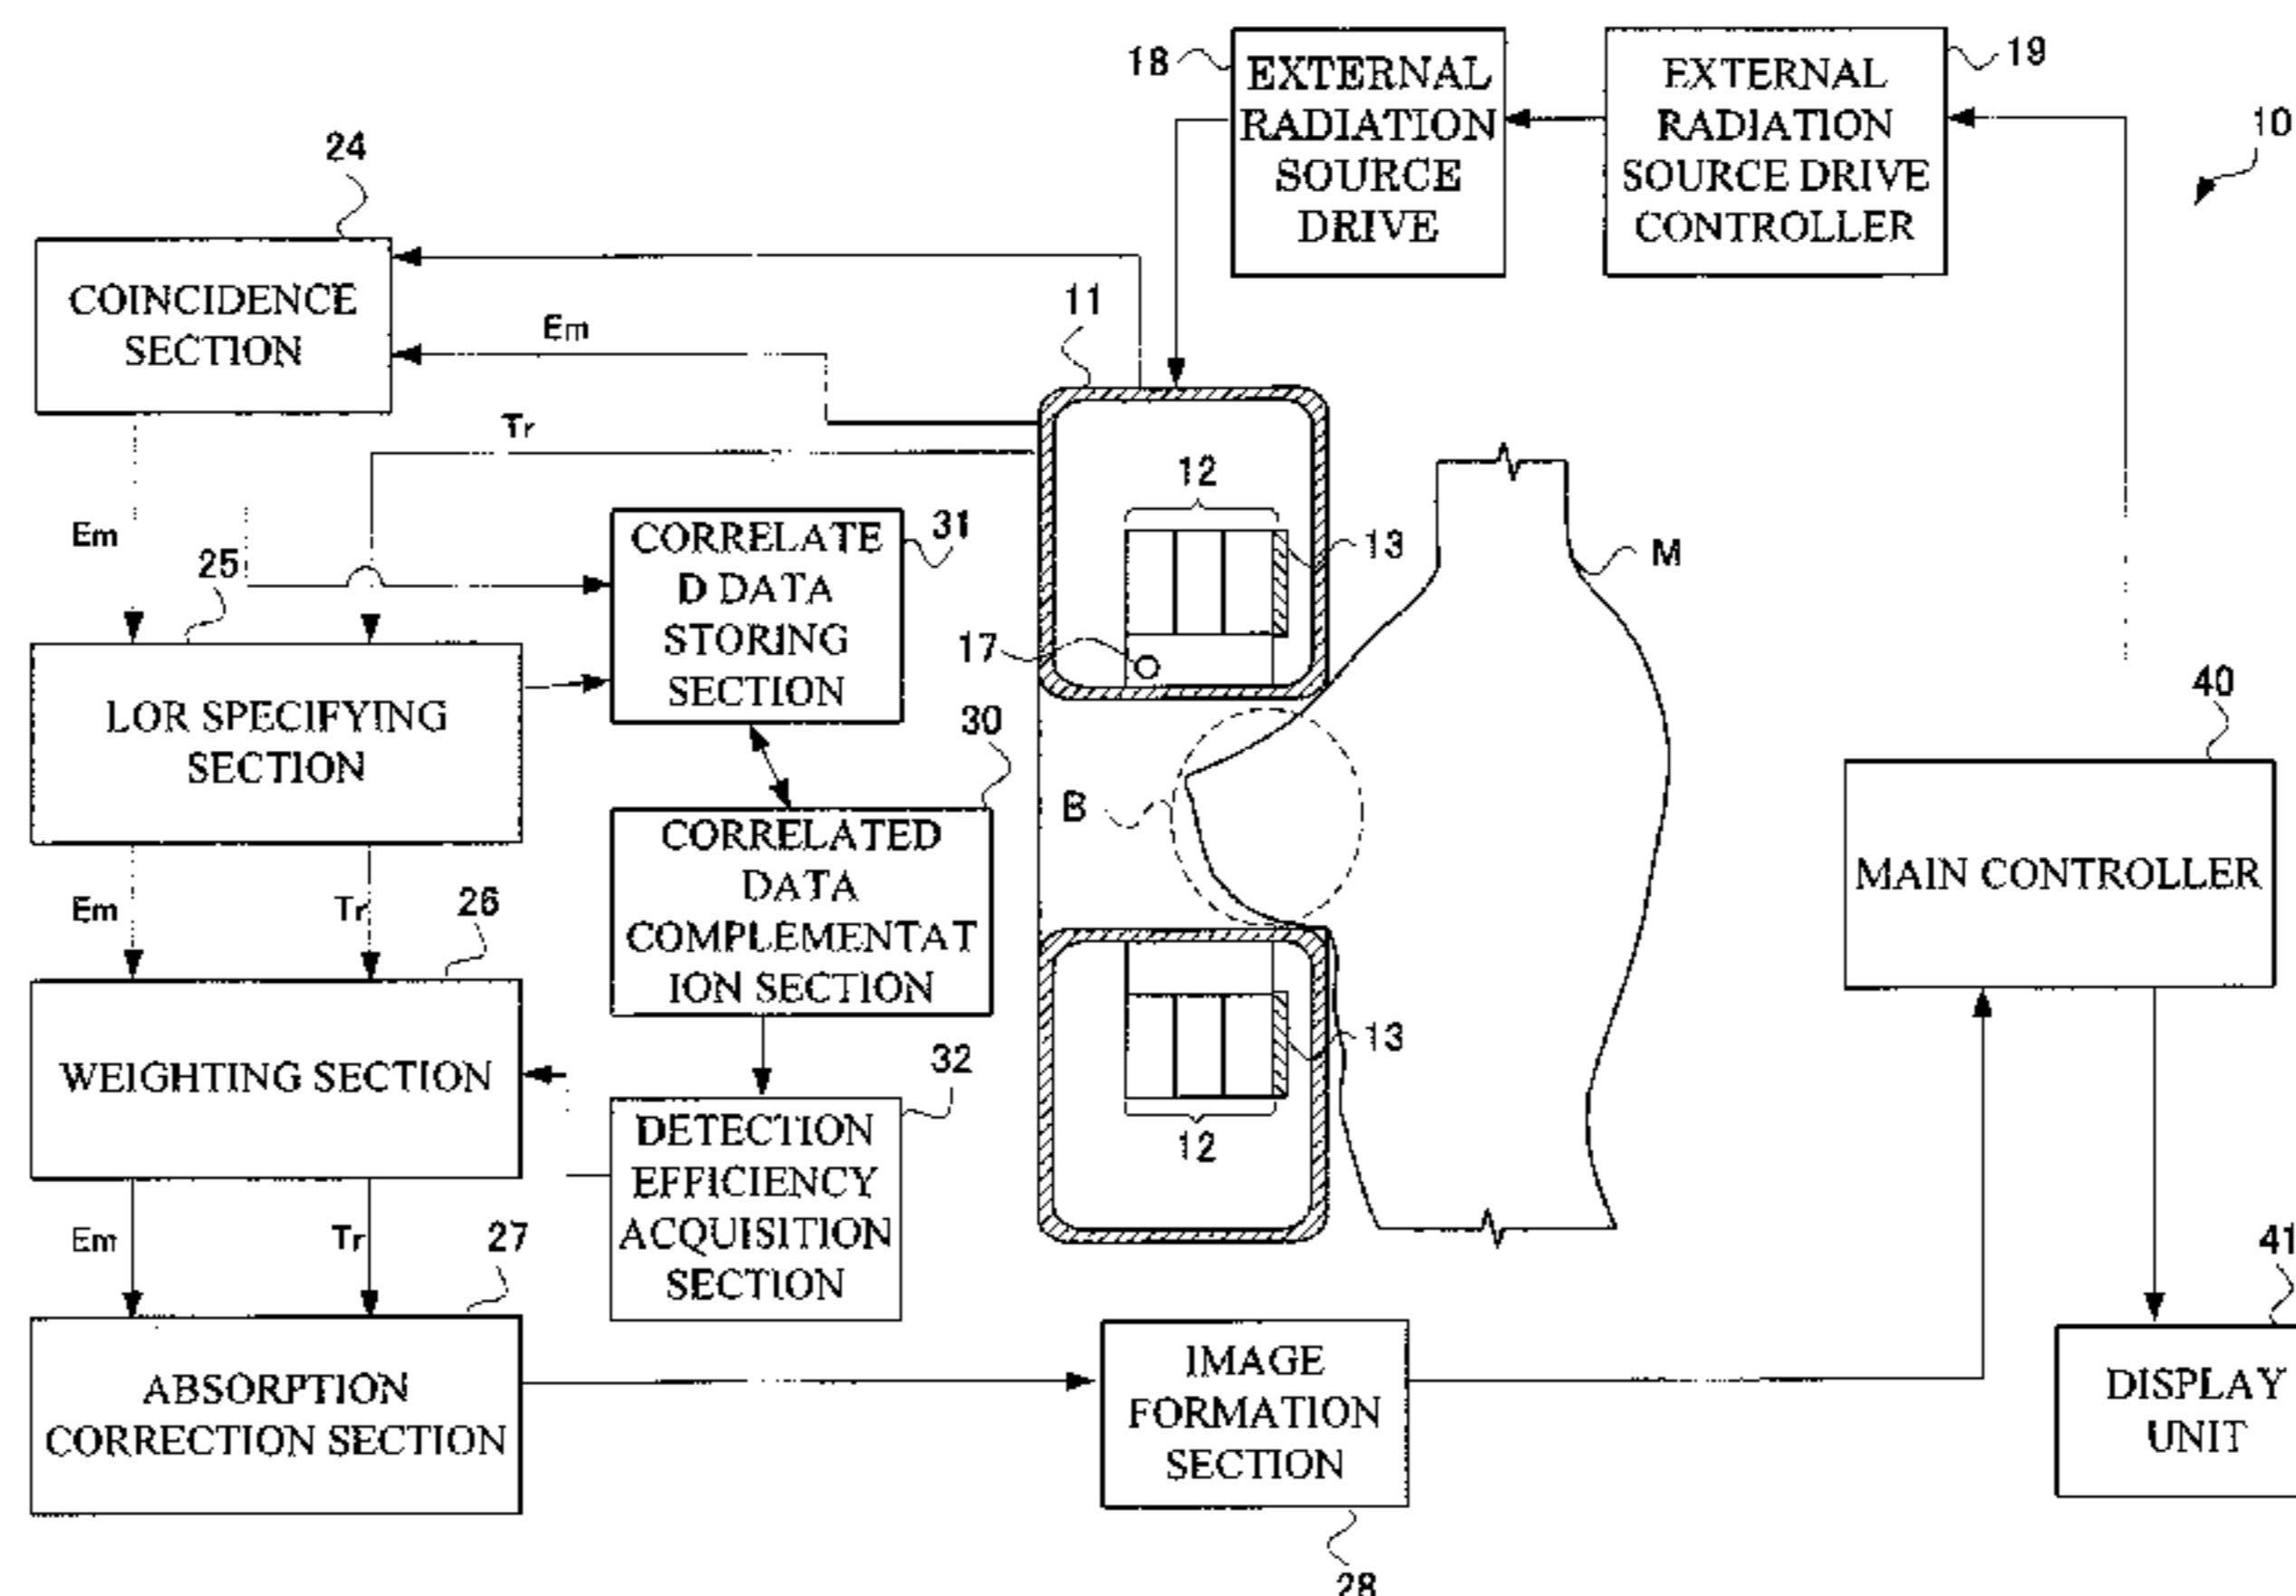 18
EXTERNAL
RADIATION
SOURCE
DRIVE
EXTERNAL
RADIATION
SOURCE DRIVE
CONTROLLER
19
10
24
COINCIDENCE
SECTION
Em
11
Tr
12
13
M
17
Em
25
CORRELATE
D DATA
STORING
SECTION
31
LOR SPECIFYING
SECTION
30
CORRELATED
DATA
COMPLEMENTAT
ION SECTION
B
40
MAIN CONTROLLER
Em
Tr
26
WEIGHTING SECTION
32
DETECTION
EFFICIENCY
ACQUISITION
SECTION
13
12
Em
Tr
27
ABSORPTION
CORRECTION SECTION
IMAGE
FORMATION
SECTION
28
41
DISPLAY
UNIT